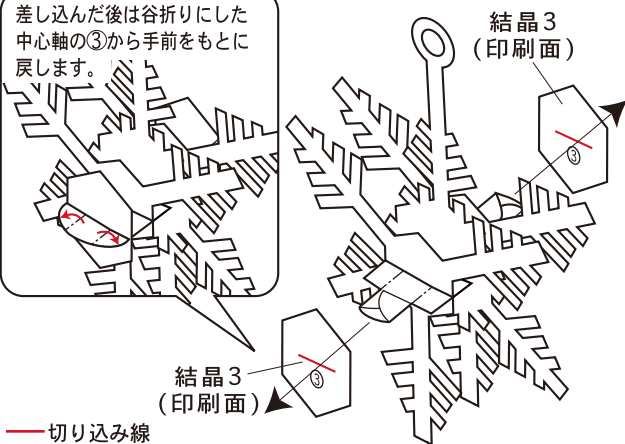 差し込んだ後は谷折りにした
中心軸の③から手前をもとに
戻します。
結晶3
(印刷面)
③
結晶3
(印刷面)
③
切り込み線